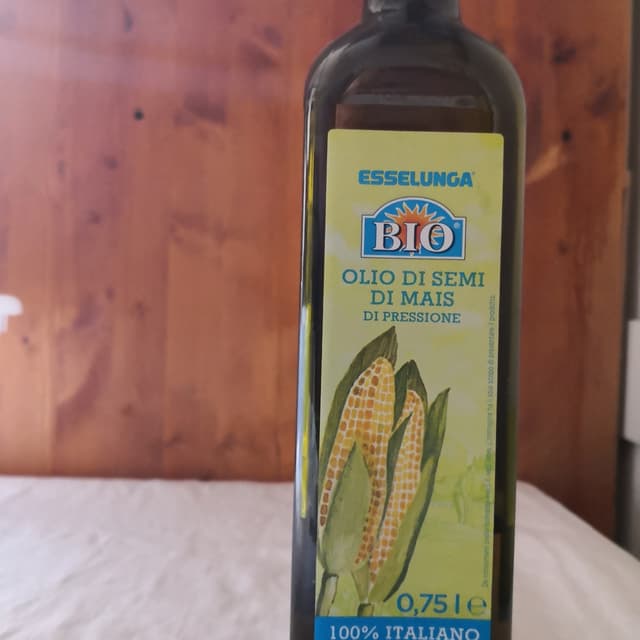 ESSELUNGA®
BIO®
OLIO DI SEMI
DI MAIS
DI PRESSIONE
0,75 l e
100% ITALIANO